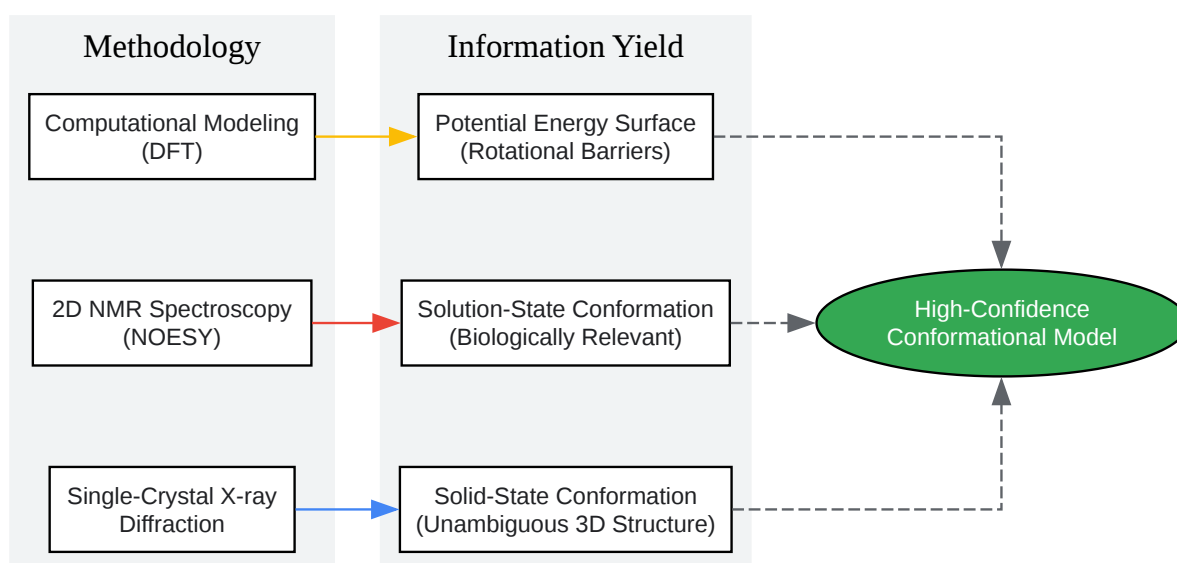 Methodology
Information Yield
Computational Modeling
(DFT)
Potential Energy Surface
(Rotational Barriers)
2D NMR Spectroscopy
(NOESY)
Solution-State Conformation
(Biologically Relevant)
High-Confidence
Conformational Model
Single-Crystal X-ray
Diffraction
Solid-State Conformation
(Unambiguous 3D Structure)